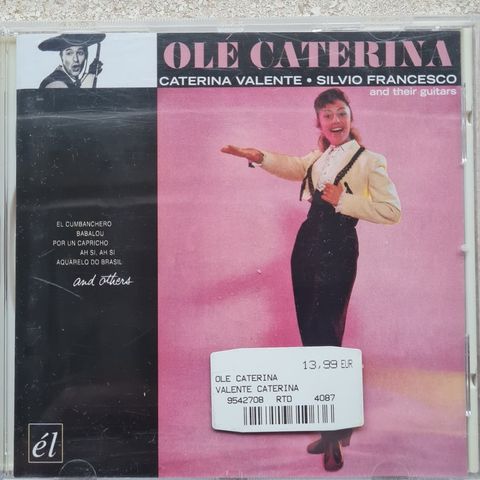 OLE CATERINA
CATERINA VALENTE • SILVIO FRANCESCO
and their guitars
EL CUMBANCHERO
BABALOU
POR UN CAPRICHO
AH SI, AH SI
AQUARELO DO BRASIL
and others
13,99 EUR
OLE CATERINA
VALENTE CATERINA
9542708 RTD 4087
él